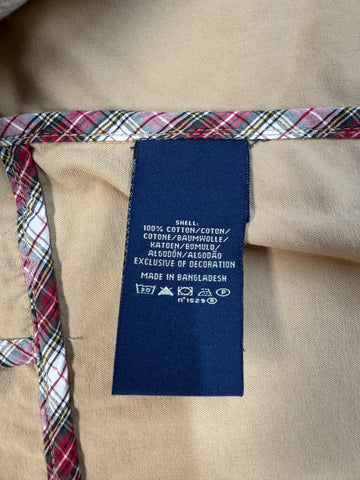 SHELL:
100% COTTON/COTON/
COTONE/BAUMWOLLE/
KATOEN/BOMULD/
ALGODÓN/ALGODÃO
EXCLUSIVE OF DECORATION
MADE IN BANGLADESH
30 P
n°1529®